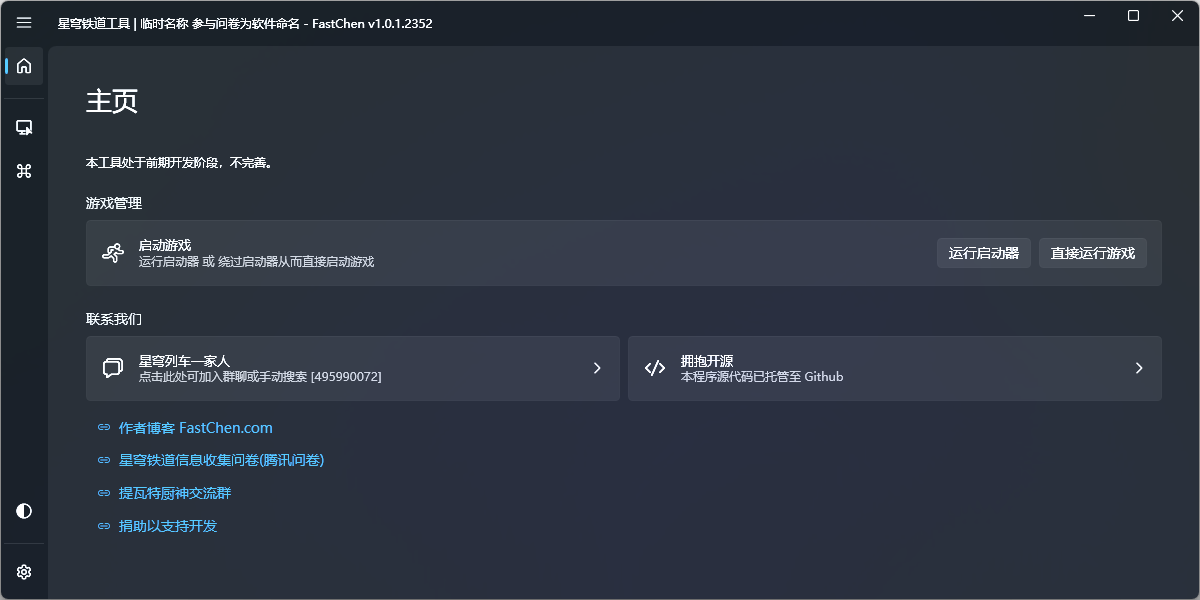 星穹铁道工具 | 临时名称 参与问卷为软件命名 - FastChen v1.0.1.2352
主页
本工具处于前期开发阶段，不完善。
游戏管理
启动游戏
运行启动器 或 绕过启动器从而直接启动游戏
运行启动器
直接运行游戏
联系我们
星穹列车一家人
点击此处可加入群聊或手动搜索 [495990072]
拥抱开源
本程序源代码已托管至 Github
作者博客 FastChen.com
星穹铁道信息收集问卷(腾讯问卷)
提瓦特厨神交流群
捐助以支持开发